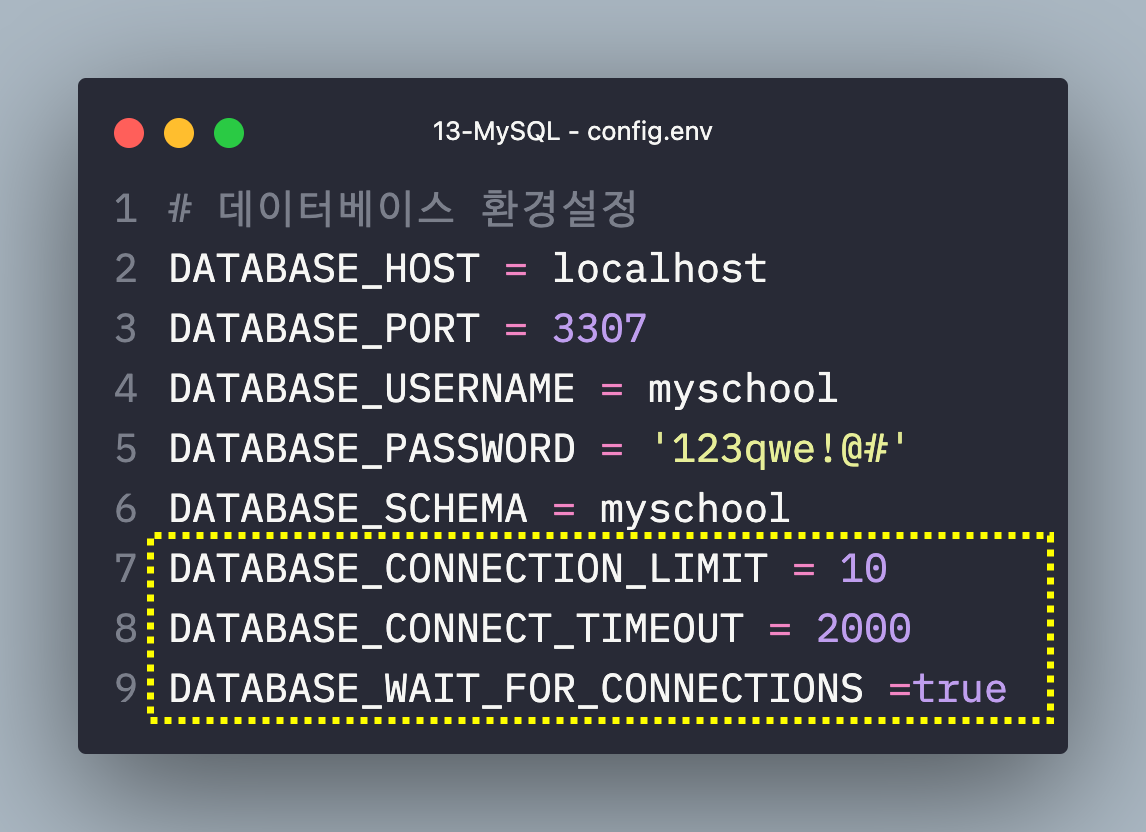 13-MySQL - config.env
1 # 데이터베이스 환경설정
2 DATABASE_HOST = localhost
3 DATABASE_PORT = 3307
4 DATABASE_USERNAME = myschool
5 DATABASE_PASSWORD = '123qwe!@#'
6 DATABASE_SCHEMA = myschool
7 DATABASE_CONNECTION_LIMIT = 10
8 DATABASE_CONNECT_TIMEOUT = 2000
9 DATABASE_WAIT_FOR_CONNECTIONS =true